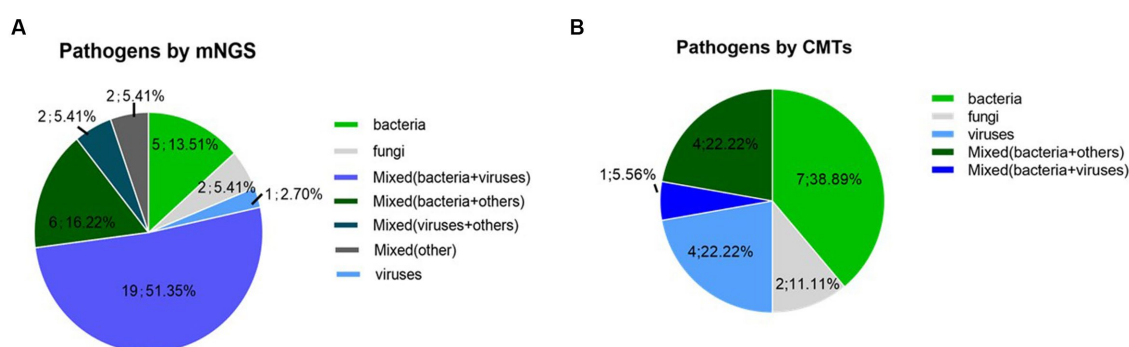 A
Pathogens by mNGS
2;5.41%
2;5.41%
5;13.51%
2;5.41%
1;2.70%
6;16.22%
19;51.35%
bacteria
fungi
Mixed(bacteria+viruses)
Mixed(bacteria+others)
Mixed(viruses+others)
Mixed(other)
viruses
B
Pathogens by CMTs
4;22.22%
1;5.56%
7;38.89%
4;22.22%
2;11.11%
bacteria
fungi
viruses
Mixed(bacteria+others)
Mixed(bacteria+viruses)